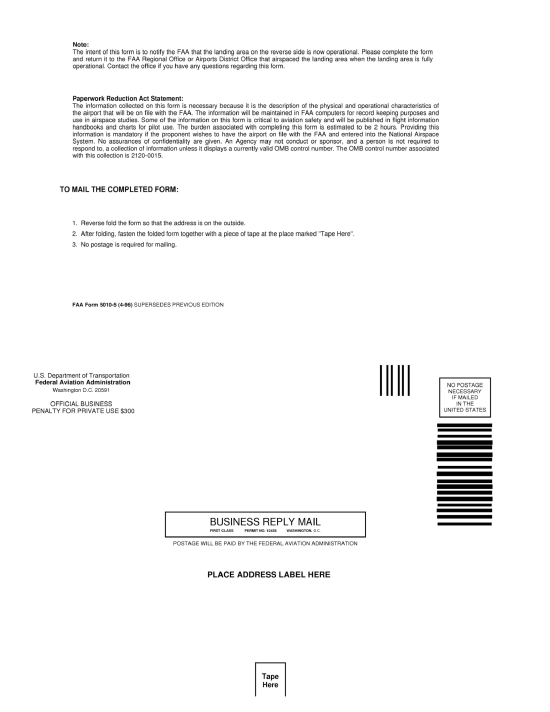 Note:
The intent of this form is to notify the FAA that the landing area on the reverse side is now operational. Please complete the form
and return it to the FAA Regional Office or Airports District Office that airspaced the landing area when the landing area is fully
operational. Contact the office if you have any questions regarding this form.
Paperwork Reduction Act Statement:
The information collected on this form is necessary because it is the description of the physical and operational characteristics of
the airport that will be on file with the FAA. The information will be maintained in FAA computers for record keeping purposes and
use in airspace studies. Some of the information on this form is critical to aviation safety and will be published in flight information
handbooks and charts for pilot use. The burden associated with completing this form is estimated to be 2 hours. Providing this
information is mandatory if the proponent wishes to have the airport on file with the FAA and entered into the National Airspace
System. No assurances of confidentiality are given. An Agency may not conduct or sponsor, and a person is not required to
respond to, a collection of information unless it displays a currently valid OMB control number. The OMB control number associated
with this collection is 2120-0015.
TO MAIL THE COMPLETED FORM:
1. Reverse fold the form so that the address is on the outside.
2. After folding, fasten the folded form together with a piece of tape at the place marked "Tape Here".
3. No postage is required for mailing.
FAA Form 5010-5 (4-96) SUPERSEDES PREVIOUS EDITION
U.S. Department of Transportation
Federal Aviation Administration
Washington D.C. 20591
OFFICIAL BUSINESS
PENALTY FOR PRIVATE USE $300
NO POSTAGE
NECESSARY
IF MAILED
IN THE
UNITED STATES
BUSINESS REPLY MAIL
FIRST CLASS PERMIT NO. 12438 WASHINGTON, D C
POSTAGE WILL BE PAID BY THE FEDERAL AVIATION ADMINISTRATION
PLACE ADDRESS LABEL HERE
Tape
Here